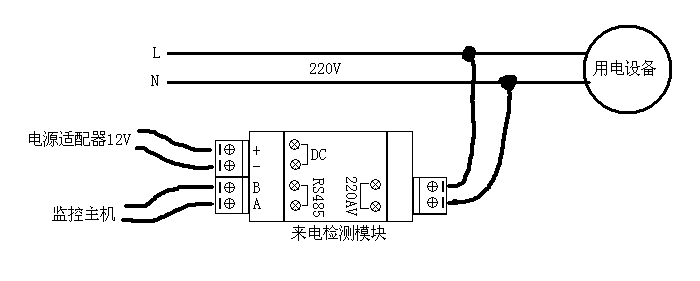 L
220V
N
用电设备
电源适配器12V
+
-
DC
B
A
RS485
220AV
监控主机
来电检测模块